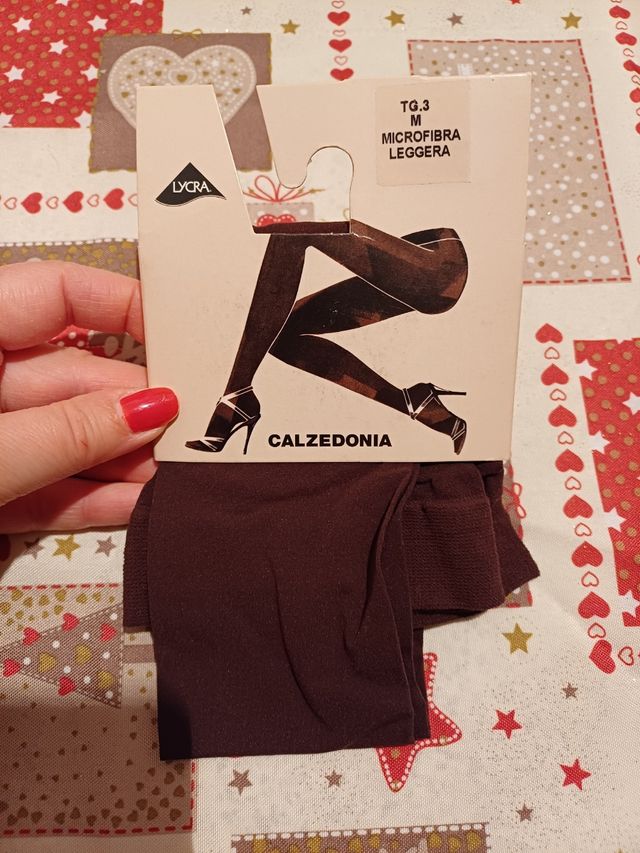 LYCRA.
TG.3
M
MICROFIBRA
LEGGERA
CALZEDONIA